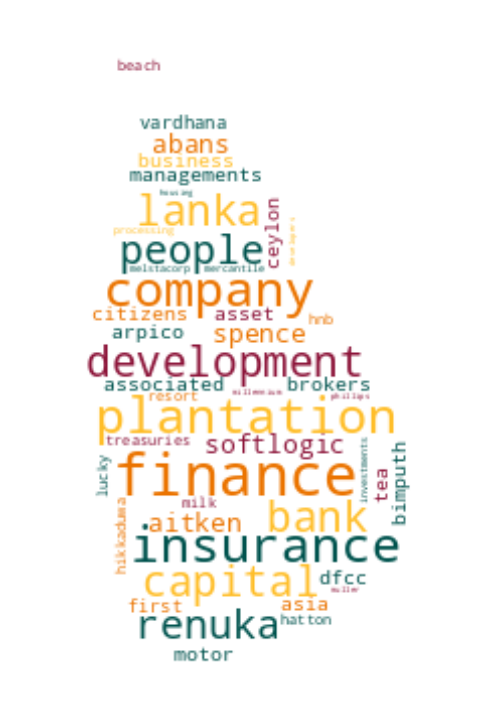 beach
vardhana
abans
business
managements
housing
lanka
ceylon
processing
designers
people
melstacorp mercantile
company
citizens asset hnb
arpico spence
development
associated brokers
resort millennium phillips
plantation
treasuries softlogic
lucky finance investments tea bimputh
milk
hikkaduwa aitken bank
insurance
capital dfcc
muller
first asia
renuka hatton
motor